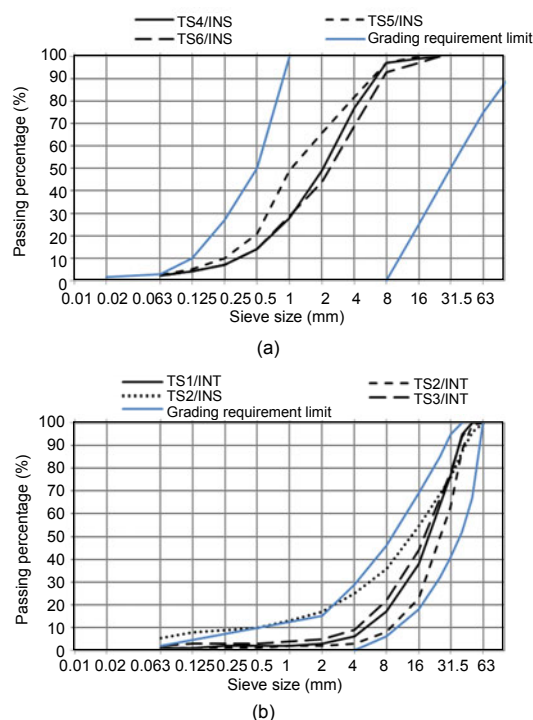 (a)
TS4/INS TS5/INS
TS6/INS Grading requirement limit
Passing percentage (%)
100
90
80
70
60
50
40
30
20
10
0
0.01 0.02 0.063 0.125 0.25 0.5 1 2 4 8 16 31.5 63
Sieve size (mm)
(a)
TS1/INT TS2/INT
TS2/INS TS3/INT
Grading requirement limit
Passing percentage (%)
100
90
80
70
60
50
40
30
20
10
0
0.01 0.02 0.063 0.125 0.25 0.5 1 2 4 8 16 31.5 63
Sieve size (mm)
(b)